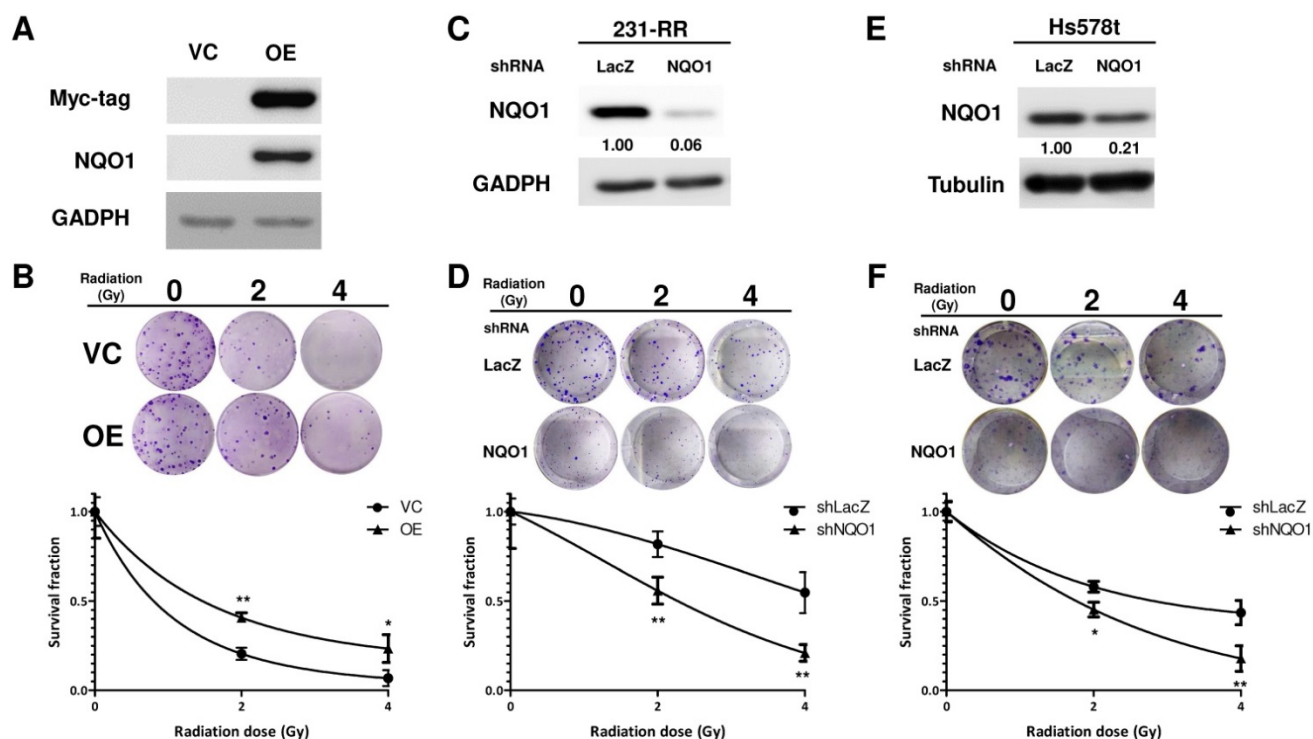 A
VC OE
Myc-tag
NQO1
GADPH
B
Radiation
(Gy)
0 2 4
VC
OE
VC
OE
1.0
0.5
0.0
Survival fraction
**
*
0 2 4
Radiation dose (Gy)
C
231-RR
shRNA LacZ NQO1
NQO1
1.00 0.06
GADPH
D
Radiation
(Gy)
0 2 4
shRNA
LacZ
NQO1
shLacZ
shNQO1
1.0
0.5
0.0
Survival fraction
**
**
0 2 4
Radiation dose (Gy)
E
Hs578t
shRNA LacZ NQO1
NQO1
1.00 0.21
Tubulin
F
Radiation
(Gy)
0 2 4
shRNA
LacZ
NQO1
shLacZ
shNQO1
1.0
0.5
0.0
Survival fraction
*
**
0 2 4
Radiation dose (Gy)